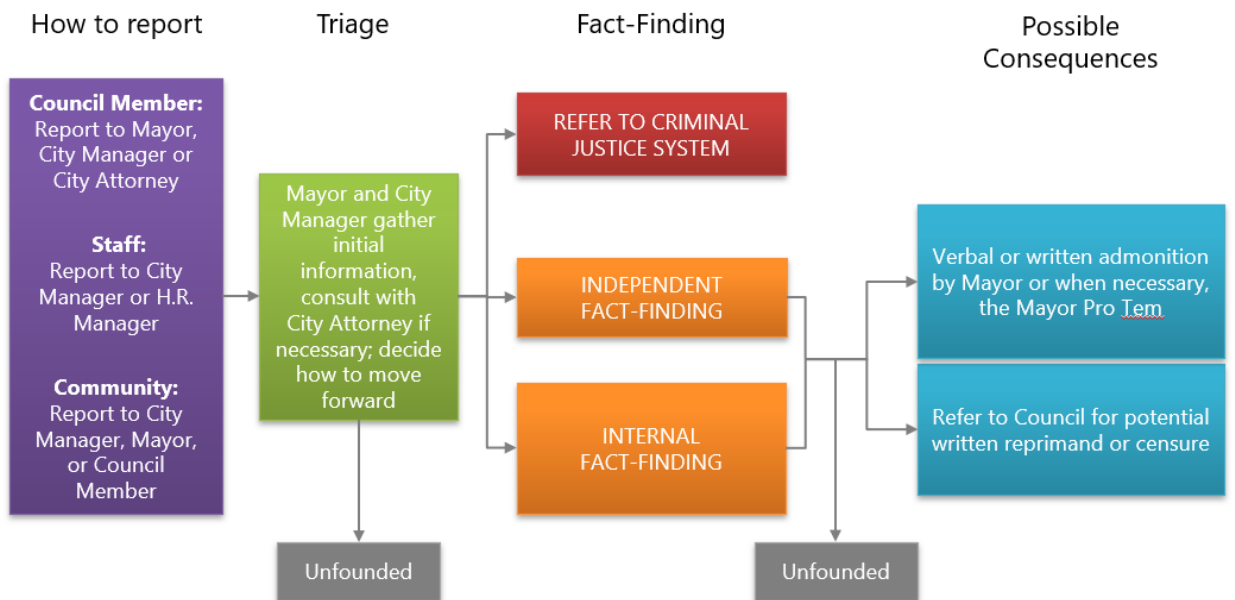 How to report
Triage
Fact-Finding
Possible
Consequences
Council Member:
Report to Mayor,
City Manager or
City Attorney
Staff:
Report to City
Manager or H.R.
Manager
Community:
Report to City
Manager, Mayor,
or Council
Member
Mayor and City
Manager gather
initial
information,
consult with
City Attorney if
necessary; decide
how to move
forward
Unfounded
REFER TO CRIMINAL
JUSTICE SYSTEM
INDEPENDENT
FACT-FINDING
INTERNAL
FACT-FINDING
Unfounded
Verbal or written admonition
by Mayor or when necessary,
the Mayor Pro Tem
Refer to Council for potential
written reprimand or censure